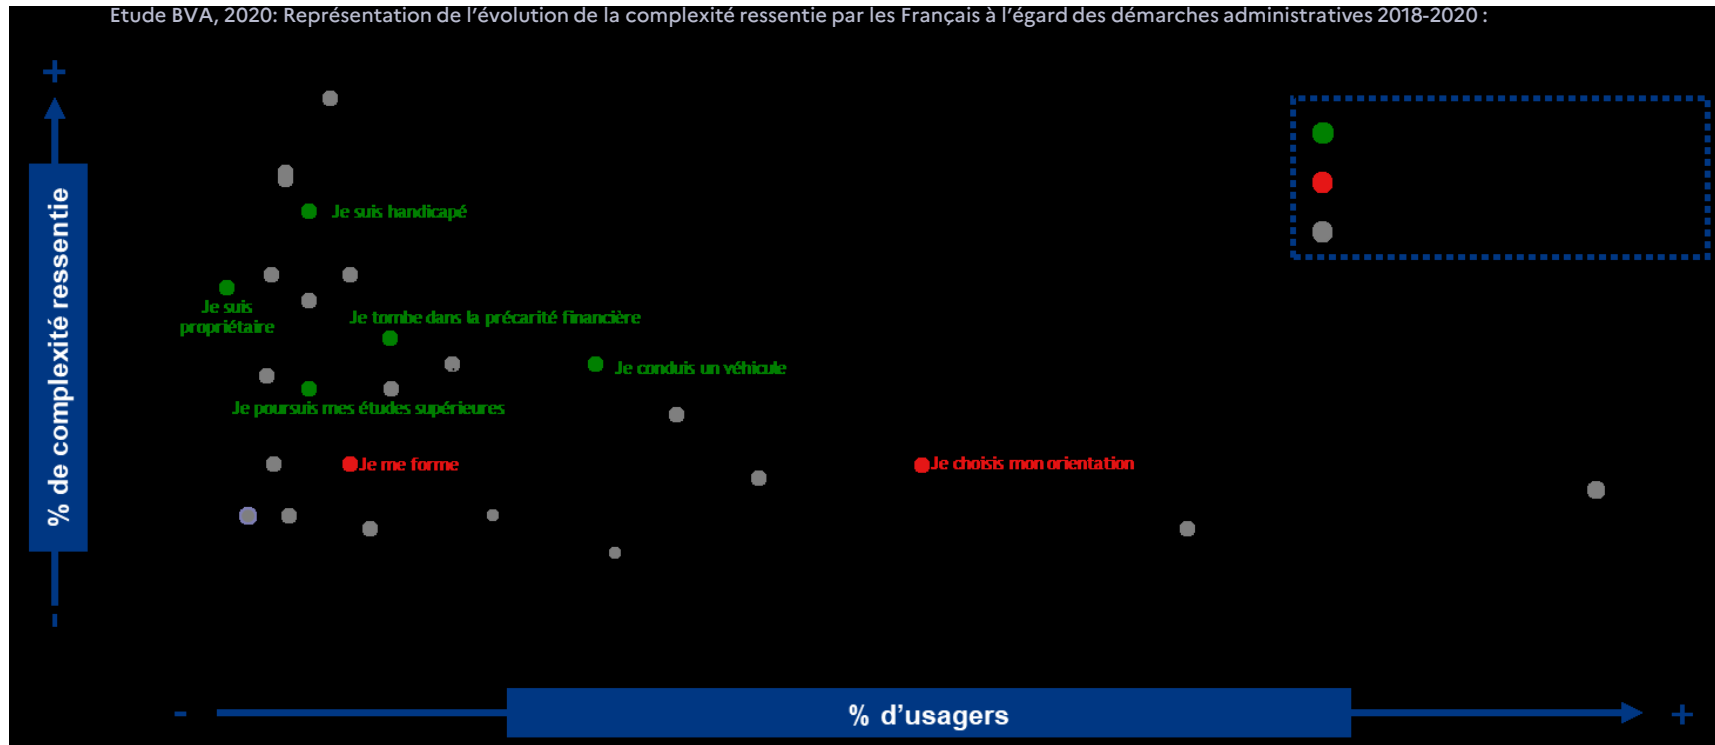 Etude BVA, 2020: Représentation de l'évolution de la complexité ressentie par les Français à l'égard des démarches administratives 2018-2020 :
+
% de complexité ressentie
-
Je suis handicapé
Je suis
propriétaire
Je tombe dans la précarité financière
Je conduis un véhicule
Je poursuis mes études supérieures
Je me forme
Je choisis mon orientation
-
% d'usagers
+